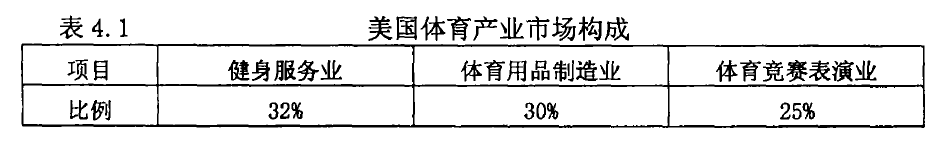 表 4.1 美国体育产业市场构成
项目 健身服务业 体育用品制造业 体育竞赛表演业
比例 32% 30% 25%